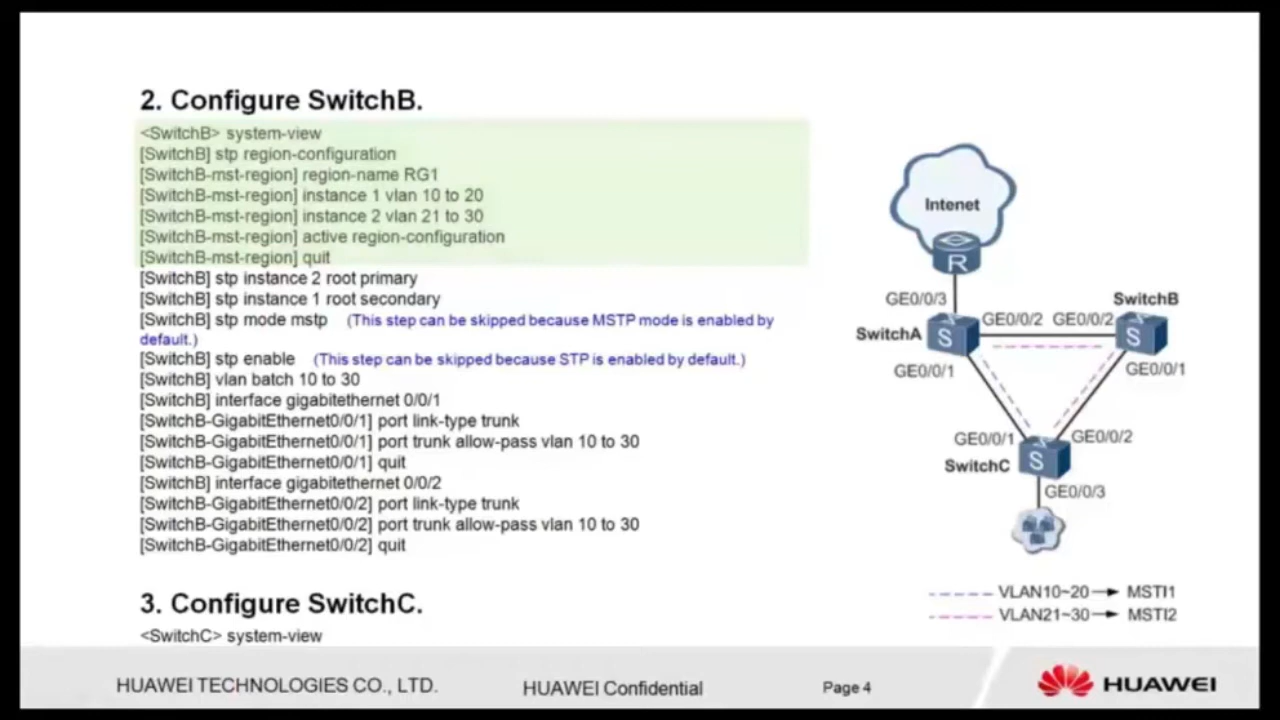 2. Configure SwitchB.
<SwitchB> system-view
[SwitchB] stp region-configuration
[SwitchB-mst-region] region-name RG1
[SwitchB-mst-region] instance 1 vlan 10 to 20
[SwitchB-mst-region] instance 2 vlan 21 to 30
[SwitchB-mst-region] active region-configuration
[SwitchB-mst-region] quit
[SwitchB] stp instance 2 root primary
[SwitchB] stp instance 1 root secondary
[SwitchB] stp mode mstp (This step can be skipped because MSTP mode is enabled by
default.)
[SwitchB] stp enable (This step can be skipped because STP is enabled by default.)
[SwitchB] vlan batch 10 to 30
[SwitchB] interface gigabitethernet 0/0/1
[SwitchB-GigabitEthernet0/0/1] port link-type trunk
[SwitchB-GigabitEthernet0/0/1] port trunk allow-pass vlan 10 to 30
[SwitchB-GigabitEthernet0/0/1] quit
[SwitchB] interface gigabitethernet 0/0/2
[SwitchB-GigabitEthernet0/0/2] port link-type trunk
[SwitchB-GigabitEthernet0/0/2] port trunk allow-pass vlan 10 to 30
[SwitchB-GigabitEthernet0/0/2] quit
3. Configure SwitchC.
<SwitchC> system-view
Intenet
R
GE0/0/3
SwitchB
SwitchA
S
GE0/0/2
GE0/0/2
S
GE0/0/1
GE0/0/1
GE0/0/1
GE0/0/2
SwitchC
S
GE0/0/3
VLAN10~20 MSTI1
VLAN21~30 MSTI2
HUAWEI TECHNOLOGIES CO., LTD.
HUAWEI Confidential
Page 4
HUAWEI